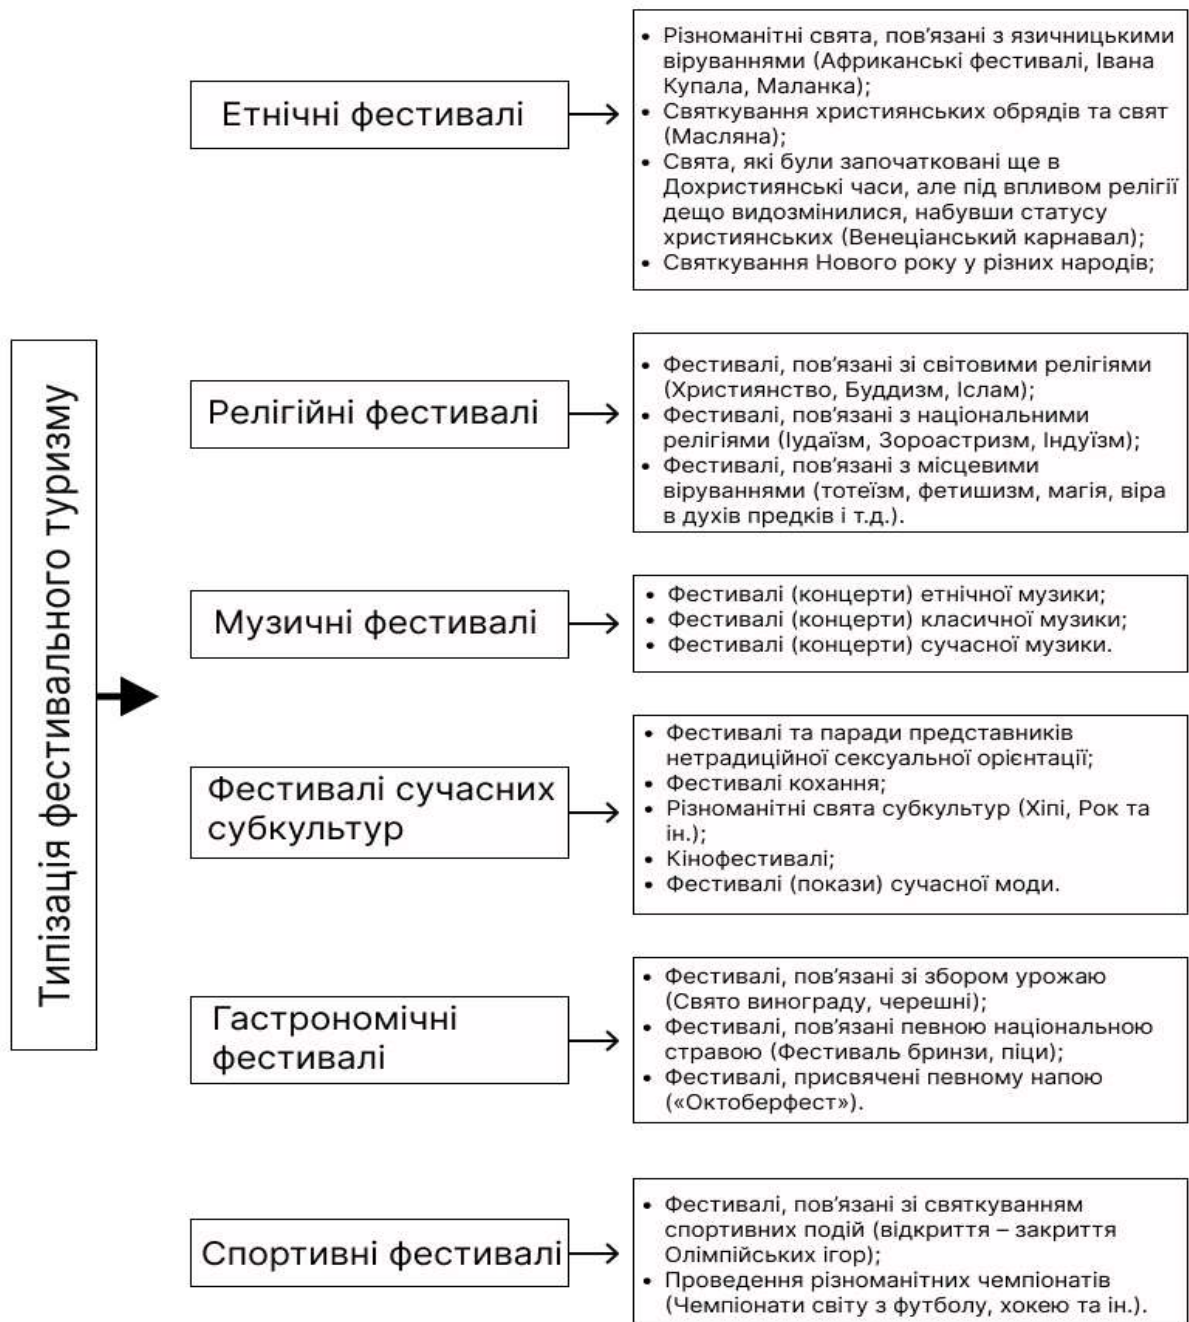 Типізація фестивального туризму
Етнічні фестивалі
• Різноманітні свята, пов’язані з язичницькими
віруваннями (Африканські фестивалі, Івана
Купала, Маланка);
• Святкування християнських обрядів та свят
(Масляна);
• Свята, які були започатковані ще в
Дохристиянські часи, але під впливом релігії
дещо видозмінилися, набувши статусу
християнських (Венеціанський карнавал);
• Святкування Нового року у різних народів;
Релігійні фестивалі
• Фестивалі, пов’язані зі світовими релігіями
(Християнство, Буддизм, Іслам);
• Фестивалі, пов’язані з національними
релігіями (Іудаїзм, Зороастризм, Індуїзм);
• Фестивалі, пов’язані з місцевими
віруваннями (тотеїзм, фетишизм, магія, віра
в духів предків і т.д.).
Музичні фестивалі
• Фестивалі (концерти) етнічної музики;
• Фестивалі (концерти) класичної музики;
• Фестивалі (концерти) сучасної музики.
Фестивалі сучасних
субкультур
• Фестивалі та паради представників
нетрадиційної сексуальної орієнтації;
• Фестивалі кохання;
• Різноманітні свята субкультур (Хіпі, Рок та
ін.);
• Кінофестивалі;
• Фестивалі (покази) сучасної моди.
Гастрономічні
фестивалі
• Фестивалі, пов’язані зі збором урожаю
(Свято винограду, черешні);
• Фестивалі, пов’язані певною національною
стравою (Фестиваль бринзи, піци);
• Фестивалі, присвячені певному напою
(«Октоберфест»).
Спортивні фестивалі
• Фестивалі, пов’язані зі святкуванням
спортивних подій (відкриття – закриття
Олімпійських ігор);
• Проведення різноманітних чемпіонатів
(Чемпіонати світу з футболу, хокею та ін.).